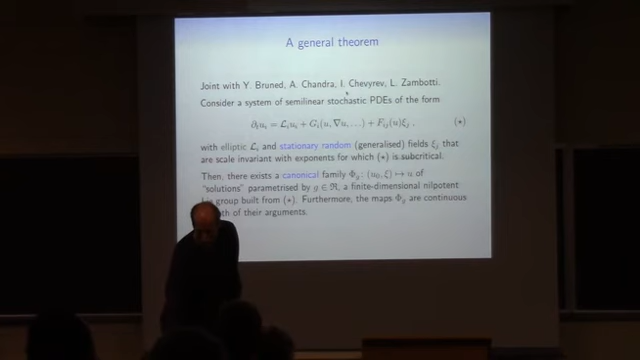 A general theorem
Joint with Y. Bruned, A. Chandra, I. Chevyrev, L. Zambotti.
Consider a system of semilinear stochastic PDEs of the form
∂ₜuᵢ = 𝓛ᵢuᵢ + Gᵢ(u, ∇u, …) + Fᵢⱼ(u)ξⱼ , (⋆)
with elliptic 𝓛ᵢ and stationary random (generalised) fields ξⱼ that
are scale invariant with exponents for which (⋆) is subcritical.
Then, there exists a canonical family Φ_g : (u₀, ξ) ↦ u of
"solutions" parametrised by g ∈ ℜ, a finite-dimensional nilpotent
group built from (⋆). Furthermore, the maps Φ_g are continuous
of their arguments.